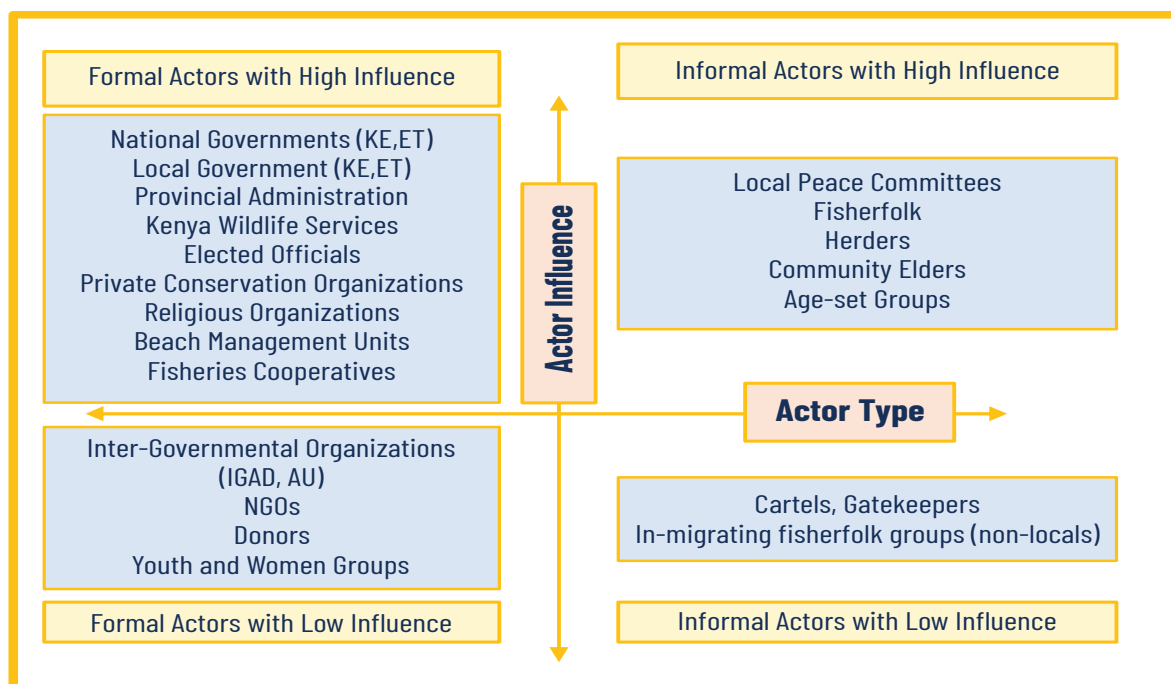 Formal Actors with High Influence
National Governments (KE,ET)
Local Government (KE,ET)
Provincial Administration
Kenya Wildlife Services
Elected Officials
Private Conservation Organizations
Religious Organizations
Beach Management Units
Fisheries Cooperatives
Informal Actors with High Influence
Local Peace Committees
Fisherfolk
Herders
Community Elders
Age-set Groups
Actor Influence
Actor Type
Inter-Governmental Organizations
(IGAD, AU)
NGOs
Donors
Youth and Women Groups
Formal Actors with Low Influence
Cartels, Gatekeepers
In-migrating fisherfolk groups (non-locals)
Informal Actors with Low Influence